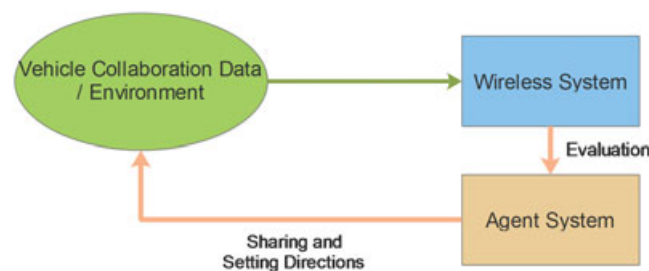 Vehicle Collaboration Data
/ Environment
Wireless System
Evaluation
Agent System
Sharing and
Setting Directions